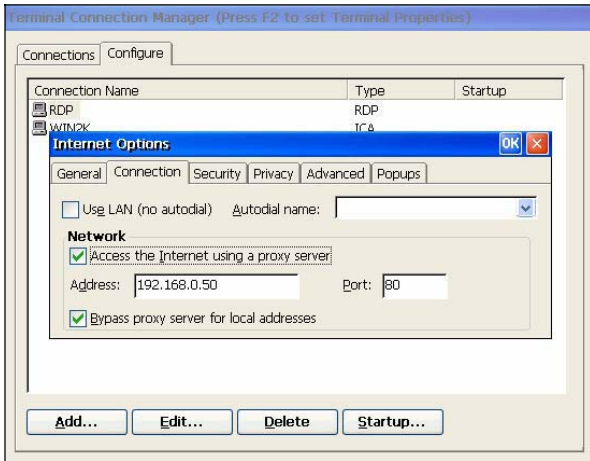 Terminal Connection Manager (Press F2 to set Terminal Properties)
Connections Configure
Connection Name Type Startup
RDP RDP
WIN2K ICA
Internet Options OK
General Connection Security Privacy Advanced Popups
Use LAN (no autodial) Autodial name:
Network
Access the Internet using a proxy server
Address: 192.168.0.50 Port: 80
Bypass proxy server for local addresses
Add... Edit... Delete Startup...